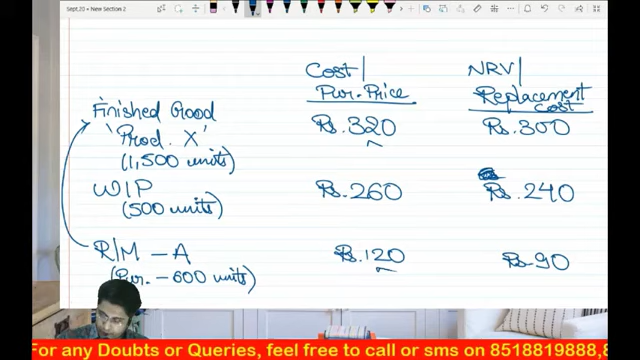 Sept.20 • New Section 2
Cost/ NRV/
Pur. Price Replacement
Cost
Finished Good Rs.320 Rs.300
'Prod. X'
(1,500 units)
WIP Rs.260 Rs.240
(500 units)
R/M - A Rs.120 Rs.90
(Pur. - 600 units)
For any Doubts or Queries, feel free to call or sms on 8518819888,8